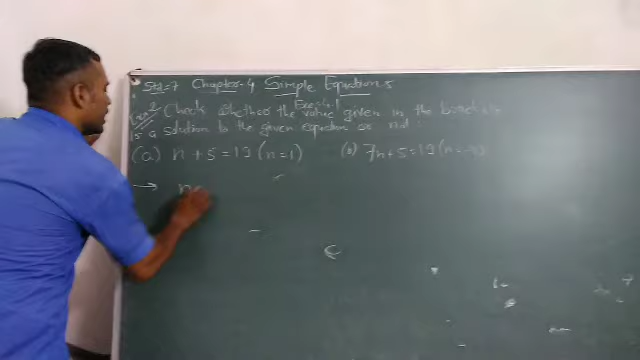 Std-7 Chapter-4 Simple Equations
Exe-4.1
Q-2 Check whether the value given in the brackets
is a solution to the given equation or not:
(a) n + 5 = 19 (n = 1) (b) 7n + 5 = 19 (n =
→ n